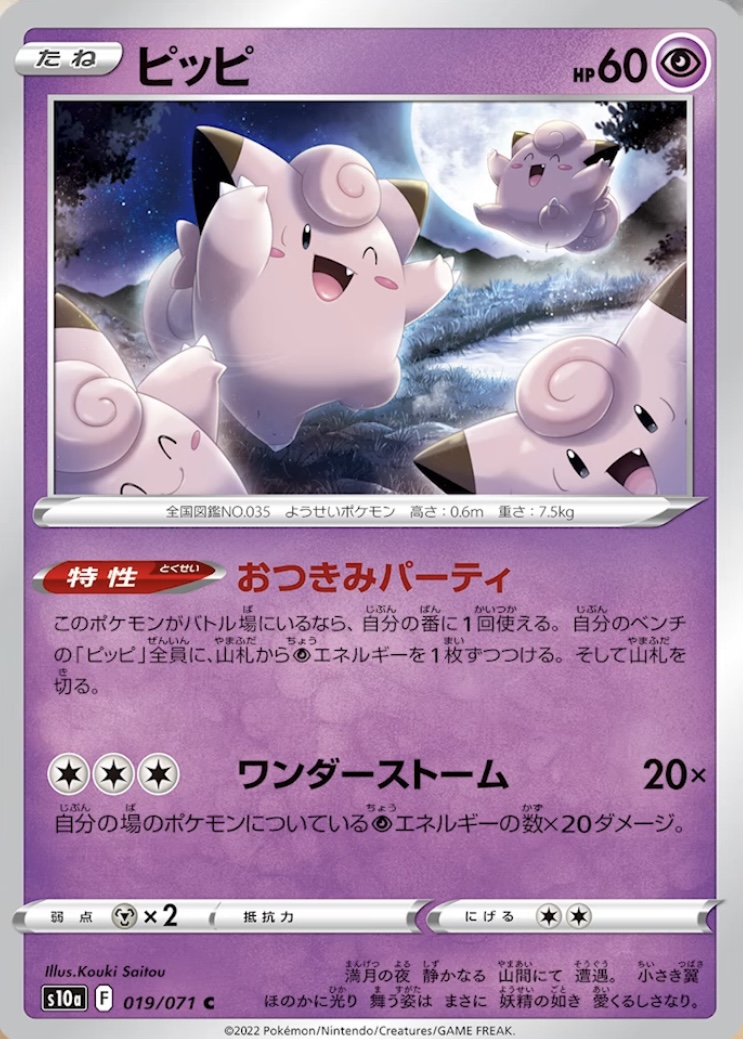 たね ピッピ HP60
全国図鑑NO.035 ようせいポケモン 高さ:0.6m 重さ:7.5kg
特性 とくせい おつきみパーティ
このポケモンがバトル場にいるなら、自分の番に1回使える。自分のベンチ
の「ピッピ」全員に、山札から超エネルギーを1枚ずつつける。そして山札を
切る。
ワンダーストーム 20×
自分の場のポケモンについている超エネルギーの数×20ダメージ。
弱点 ×2 抵抗力 にげる
Illus.Kouki Saitou
満月の夜 静かなる 山間にて 遭遇。 小さき翼
ほのかに光り 舞う姿は まさに 妖精の如き 愛くるしさなり。
s10a F 019/071 C
©2022 Pokémon/Nintendo/Creatures/GAME FREAK.